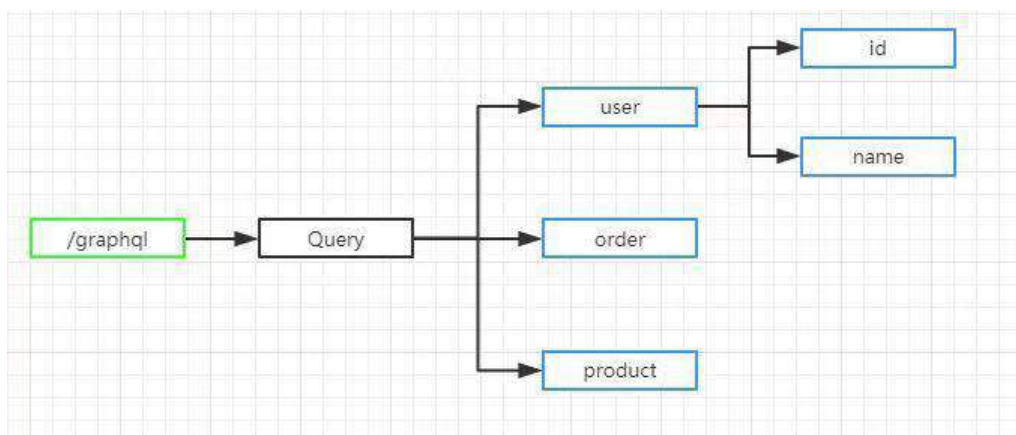 /graphql
Query
user
id
name
order
product